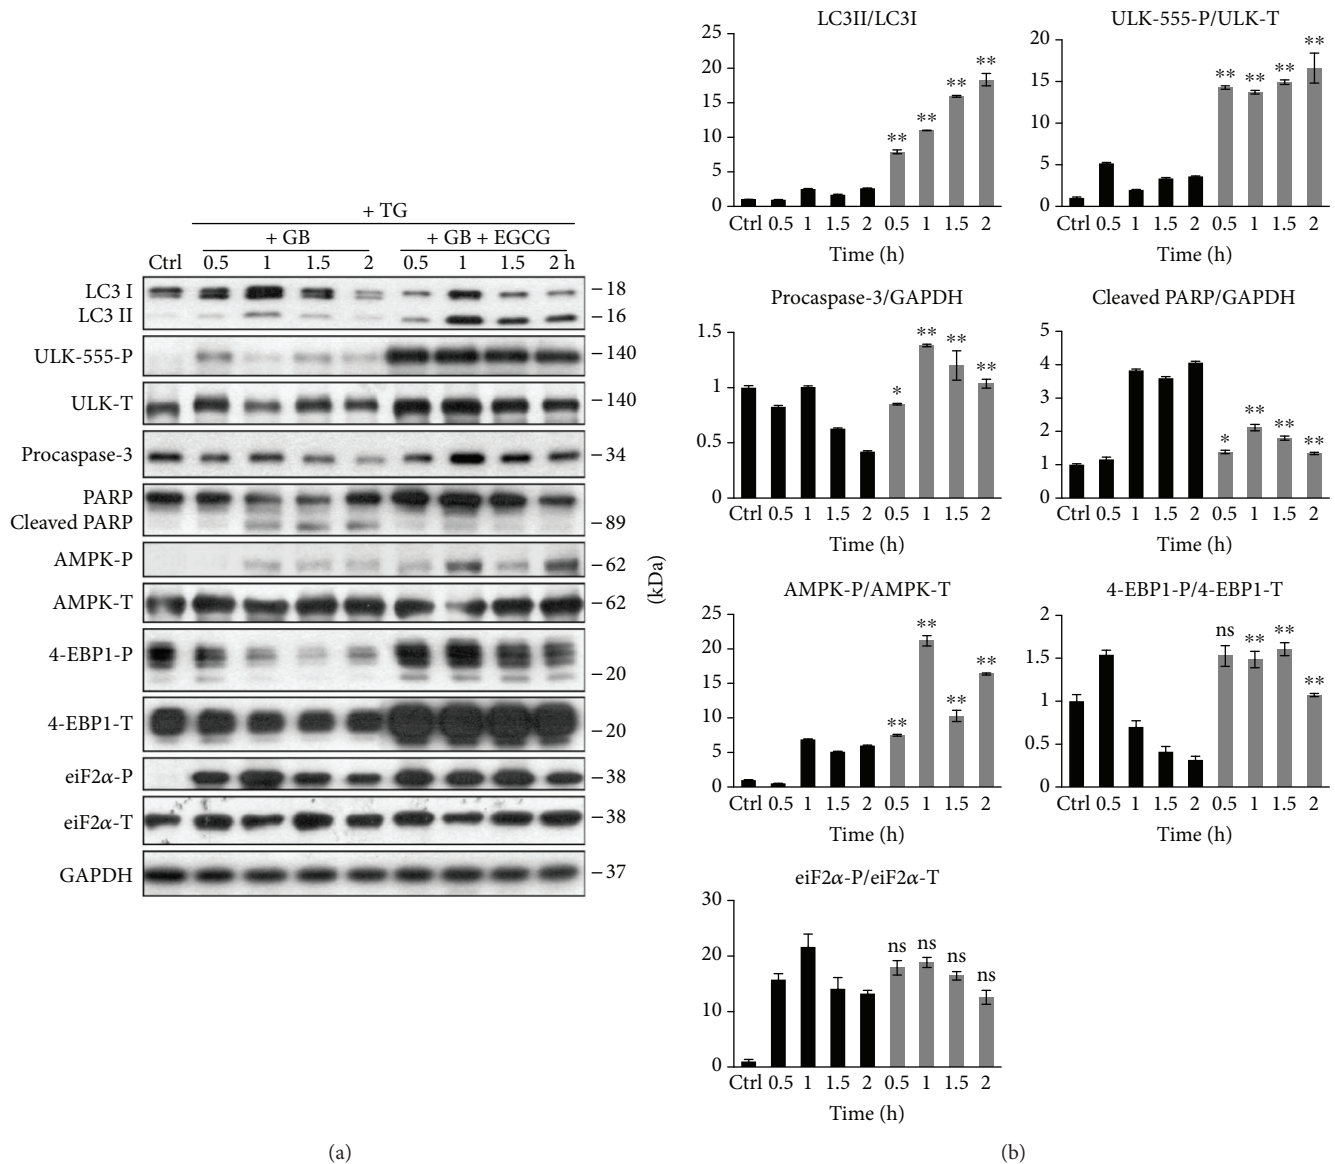 + TG
+ GB
+ GB + EGCG
Ctrl 0.5 1 1.5 2 0.5 1 1.5 2 h
LC3 I
–18
LC3 II
–16
ULK-555-P
–140
ULK-T
–140
Procaspase-3
–34
PARP
Cleaved PARP
–89
AMPK-P
–62
AMPK-T
–62
4-EBP1-P
–20
4-EBP1-T
–20
eiF2α-P
–38
eiF2α-T
–38
GAPDH
–37
(kDa)
(a)
LC3II/LC3I
25
20
15
10
5
0
** ** ** **
Ctrl 0.5 1 1.5 2 0.5 1 1.5 2
Time (h)
ULK-555-P/ULK-T
20
15
10
5
0
** ** ** **
Ctrl 0.5 1 1.5 2 0.5 1 1.5 2
Time (h)
Procaspase-3/GAPDH
1.5
1
0.5
0
* ** ** **
Ctrl 0.5 1 1.5 2 0.5 1 1.5 2
Time (h)
Cleaved PARP/GAPDH
5
4
3
2
1
0
* ** ** **
Ctrl 0.5 1 1.5 2 0.5 1 1.5 2
Time (h)
AMPK-P/AMPK-T
25
20
15
10
5
0
** ** ** **
Ctrl 0.5 1 1.5 2 0.5 1 1.5 2
Time (h)
4-EBP1-P/4-EBP1-T
2
1.5
1
0.5
0
ns ** ** **
Ctrl 0.5 1 1.5 2 0.5 1 1.5 2
Time (h)
eiF2α-P/eiF2α-T
30
20
10
0
ns ns ns ns
Ctrl 0.5 1 1.5 2 0.5 1 1.5 2
Time (h)
(b)